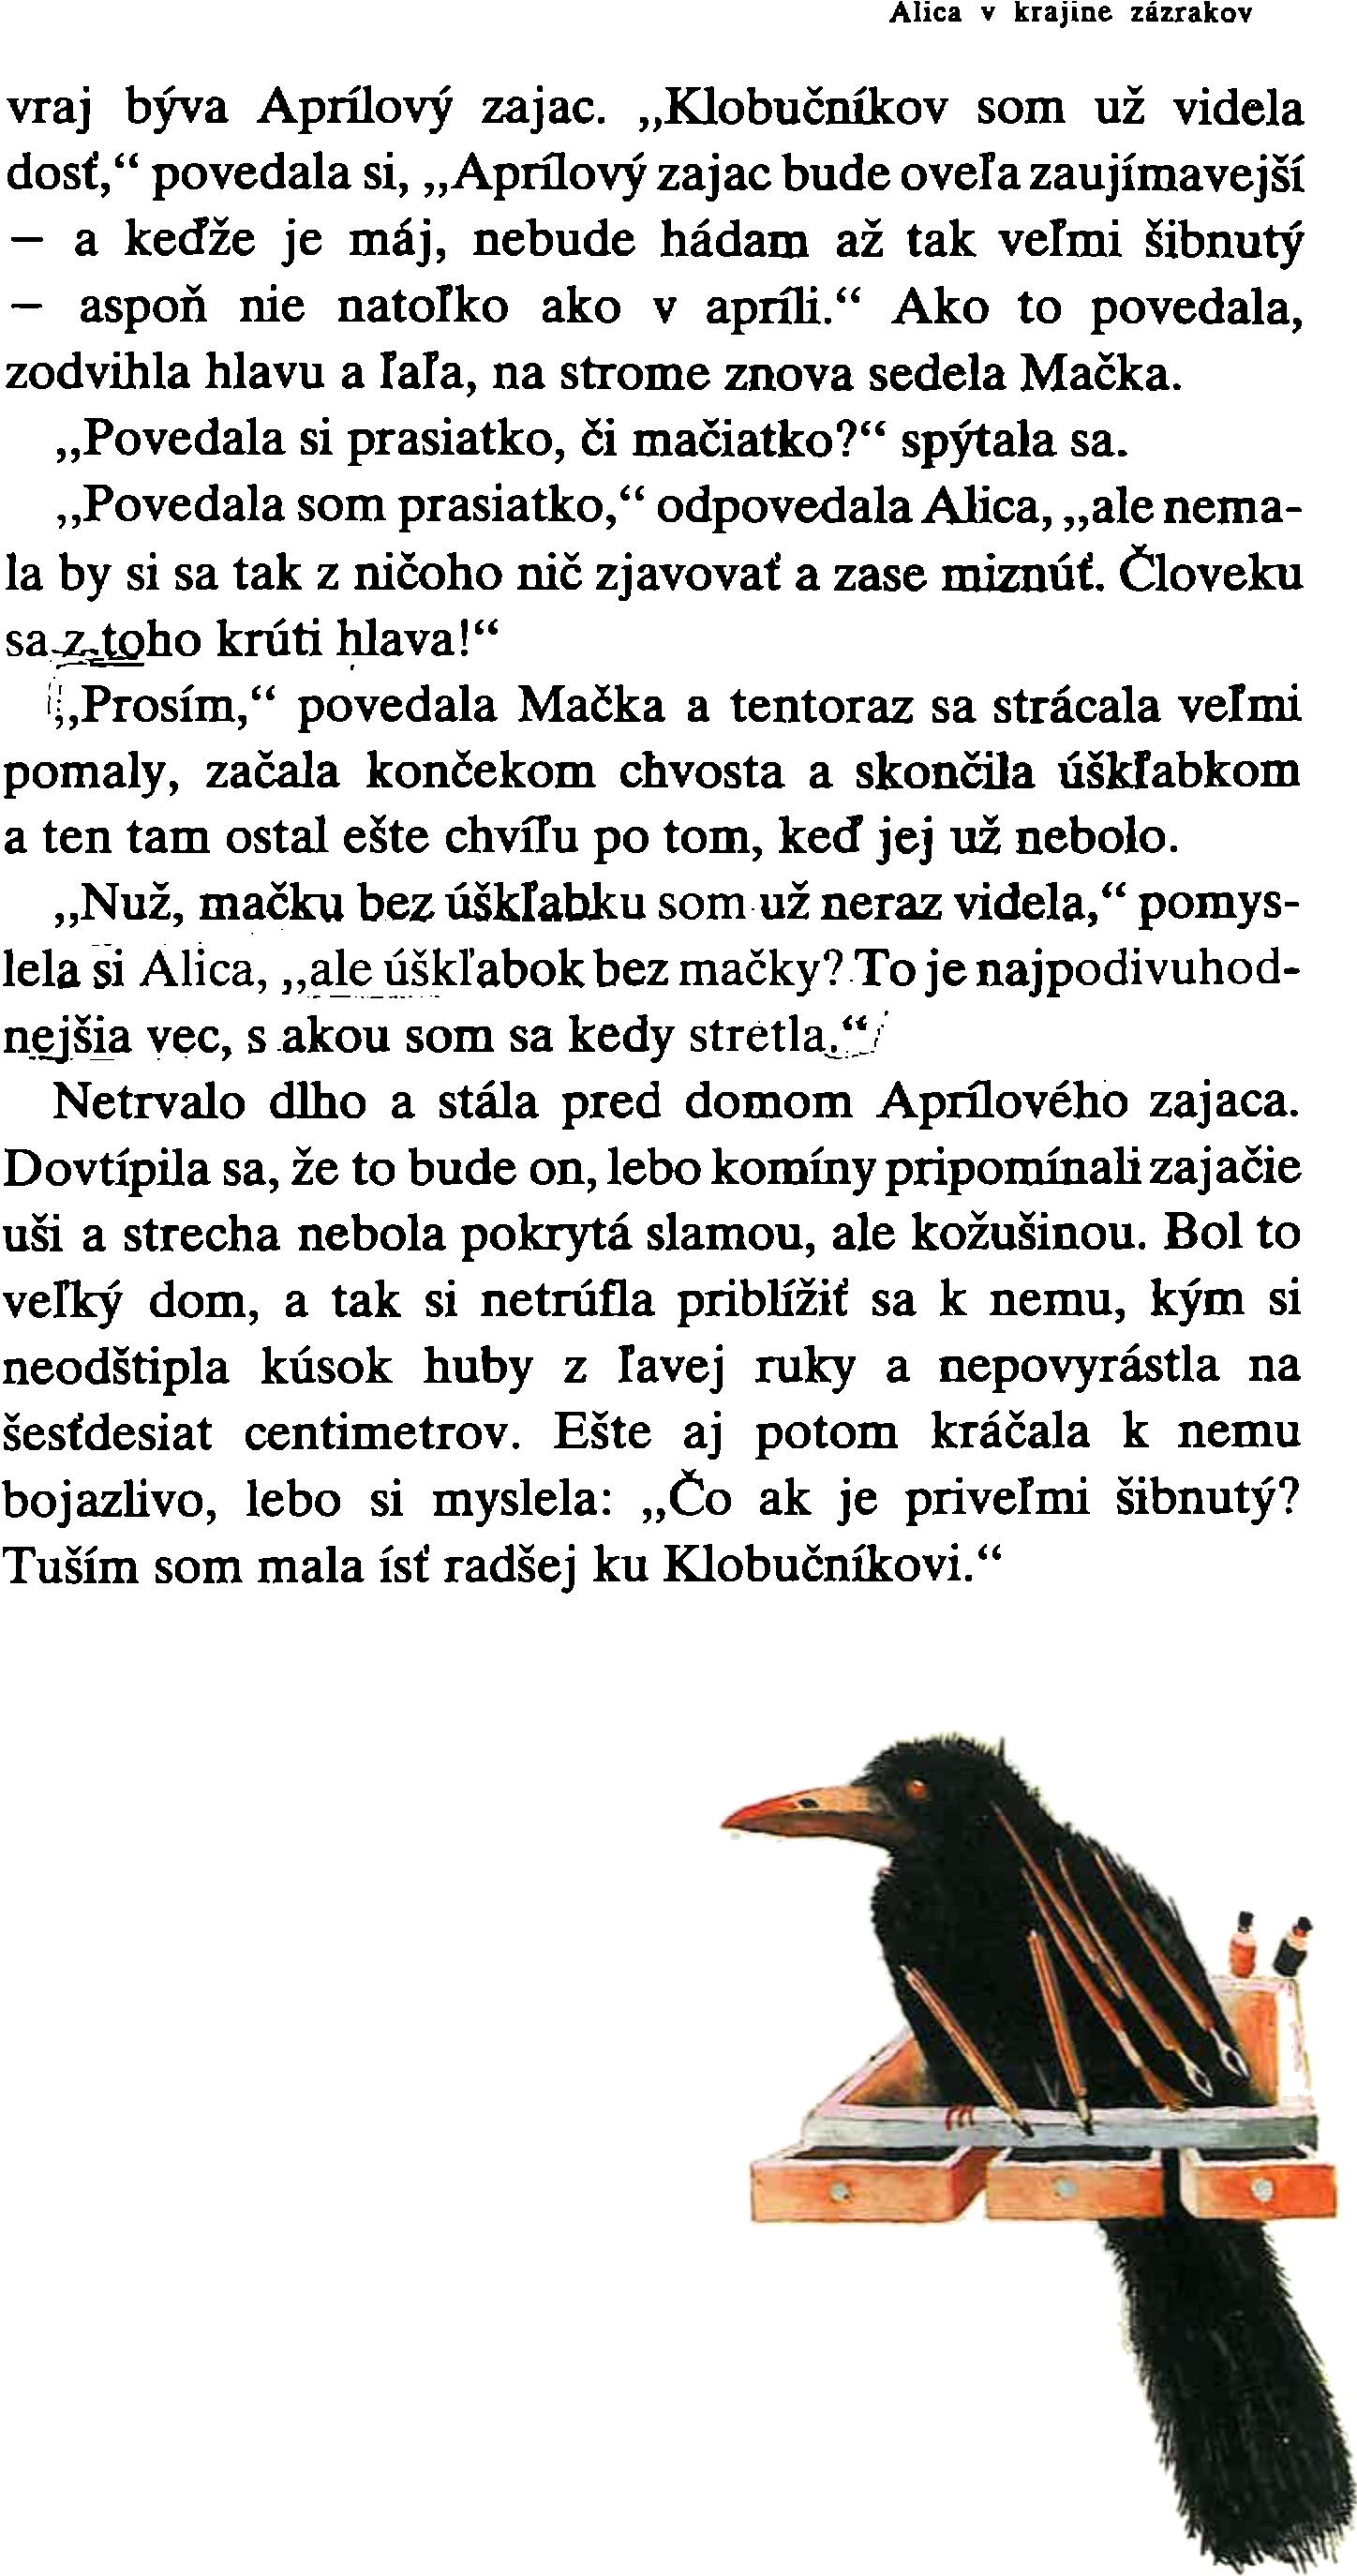 Alica v krajine zázrakov
vraj býva Aprílový zajac. „Klobučníkov som už videla
dosť,“ povedala si, „Aprílový zajac bude oveľa zaujímavejší
— a keďže je máj, nebude hádam až tak veľmi šibnutý
— aspoň nie natoľko ako v apríli.“ Ako to povedala,
zodvihla hlavu a ľaľa, na strome znova sedela Mačka.
„Povedala si prasiatko, či mačiatko?“ spýtala sa.
„Povedala som prasiatko,“ odpovedala Alica, „ale nema-
la by si sa tak z ničoho nič zjavovať a zase miznúť. Človeku
sa z toho krúti hlava!“
„Prosím,“ povedala Mačka a tentoraz sa strácala veľmi
pomaly, začala končekom chvosta a skončila úškľabkom
a ten tam ostal ešte chvíľu po tom, keď jej už nebolo.
„Nuž, mačku bez úškľabku som už neraz videla,“ pomys-
lela si Alica, „ale úškľabok bez mačky? To je najpodivuhod-
nejšia vec, s akou som sa kedy stretla.“
Netrvalo dlho a stála pred domom Aprílového zajaca.
Dovtípila sa, že to bude on, lebo komíny pripomínali zajačie
uši a strecha nebola pokrytá slamou, ale kožušinou. Bol to
veľký dom, a tak si netrúfla priblížiť sa k nemu, kým si
neodštipla kúsok huby z ľavej ruky a nepovyrástla na
šesťdesiat centimetrov. Ešte aj potom kráčala k nemu
bojazlivo, lebo si myslela: „Čo ak je priveľmi šibnutý?
Tuším som mala ísť radšej ku Klobučníkovi.“